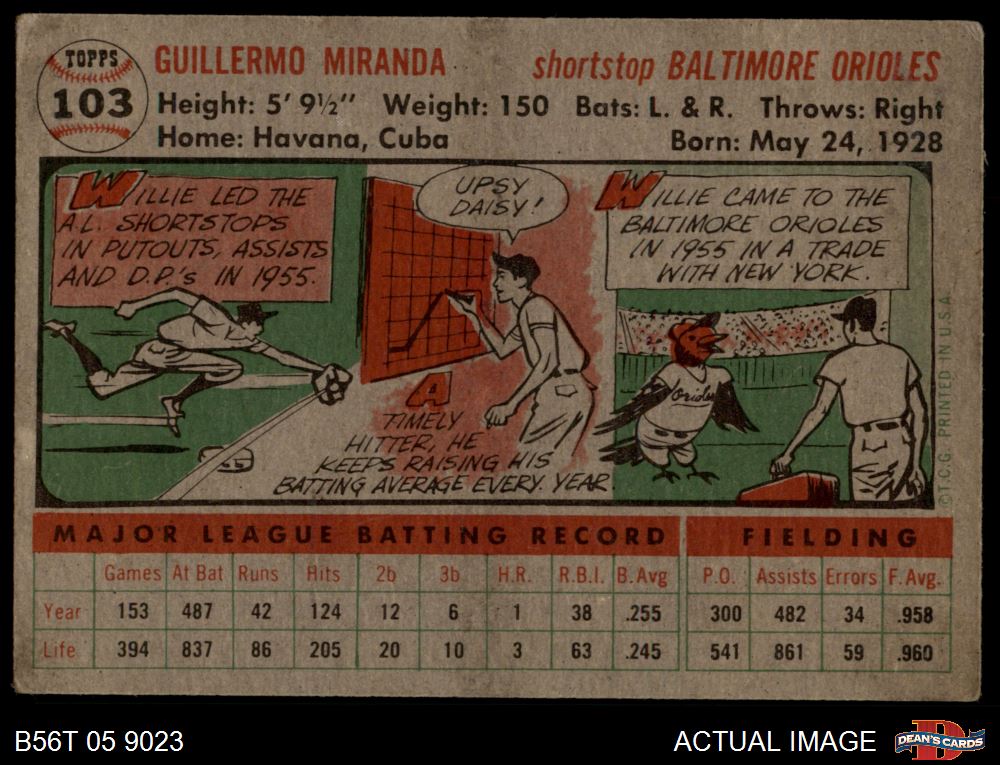 TOPPS
103
GUILLERMO MIRANDA shortstop BALTIMORE ORIOLES
Height: 5' 9½" Weight: 150 Bats: L. & R. Throws: Right
Home: Havana, Cuba Born: May 24, 1928
WILLIE LED THE
A.L. SHORTSTOPS
IN PUTOUTS, ASSISTS
AND D.P.'s IN 1955.
UPSY
DAISY!
A
TIMELY
HITTER, HE
KEEPS RAISING HIS
BATTING AVERAGE EVERY YEAR.
WILLIE CAME TO THE
BALTIMORE ORIOLES
IN 1955 IN A TRADE
WITH NEW YORK.
Orioles
©T.C.G. PRINTED IN U.S.A.
MAJOR LEAGUE BATTING RECORD FIELDING
Games At Bat Runs Hits 2b 3b H.R. R.B.I. B.Avg P.O. Assists Errors F.Avg.
Year 153 487 42 124 12 6 1 38 .255 300 482 34 .958
Life 394 837 86 205 20 10 3 63 .245 541 861 59 .960
B56T 05 9023 ACTUAL IMAGE
DEAN'S CARDS